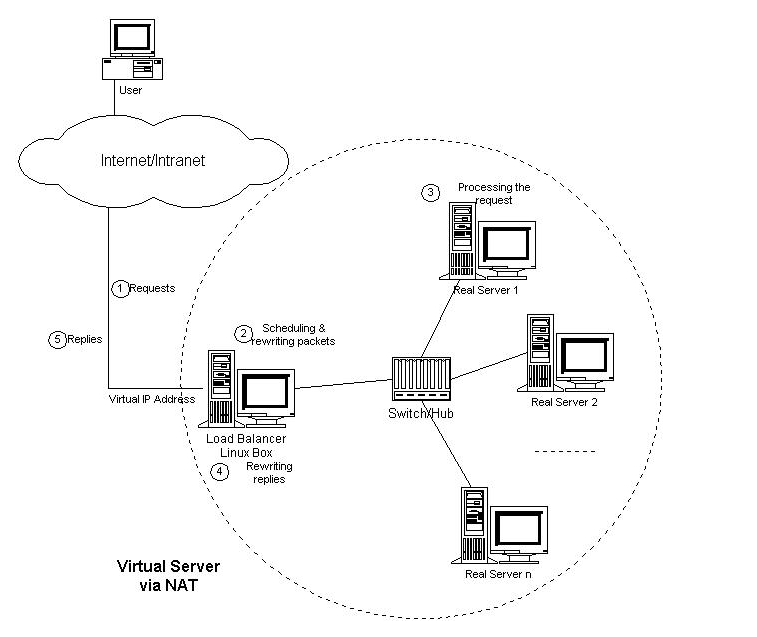 User
Internet/Intranet
3 Processing the
request
Real Server 1
1 Requests
2 Scheduling &
rewriting packets
5 Replies
Virtual IP Address
Switch/Hub
Real Server 2
Load Balancer
Linux Box
4 Rewriting
replies
Real Server n
Virtual Server
via NAT